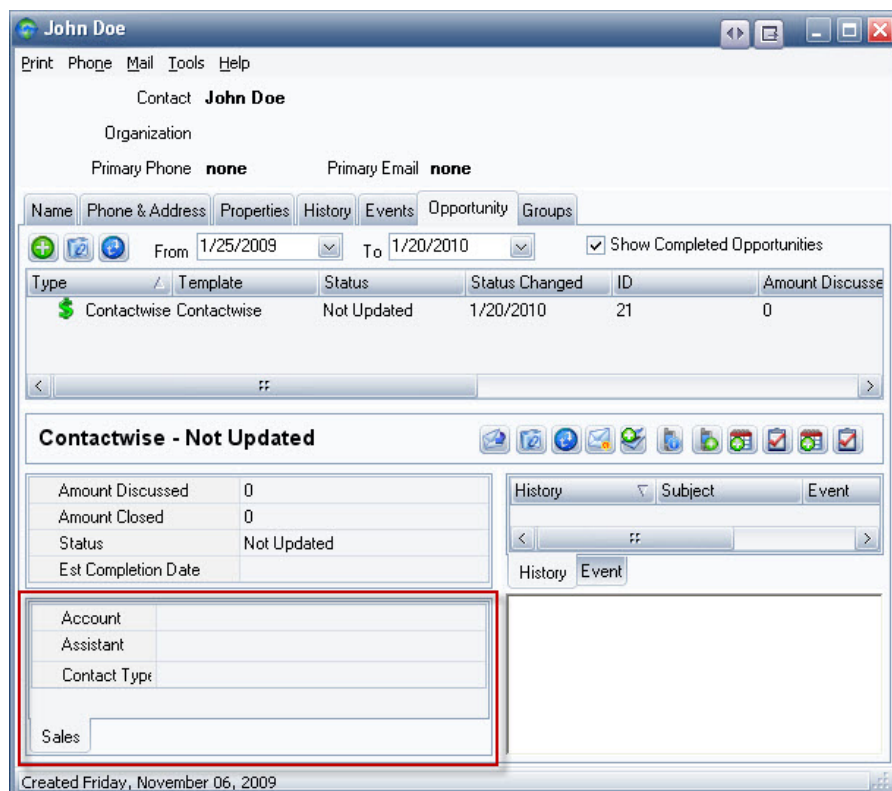 John Doe
Print Phone Mail Tools Help
Contact John Doe
Organization
Primary Phone none Primary Email none
Name Phone & Address Properties History Events Opportunity Groups
From 1/25/2009 To 1/20/2010 Show Completed Opportunities
Type Template Status Status Changed ID Amount Discusse
Contactwise Contactwise Not Updated 1/20/2010 21 0
Contactwise - Not Updated
Amount Discussed 0
Amount Closed 0
Status Not Updated
Est Completion Date
History Subject Event
History Event
Account
Assistant
Contact Type
Sales
Created Friday, November 06, 2009